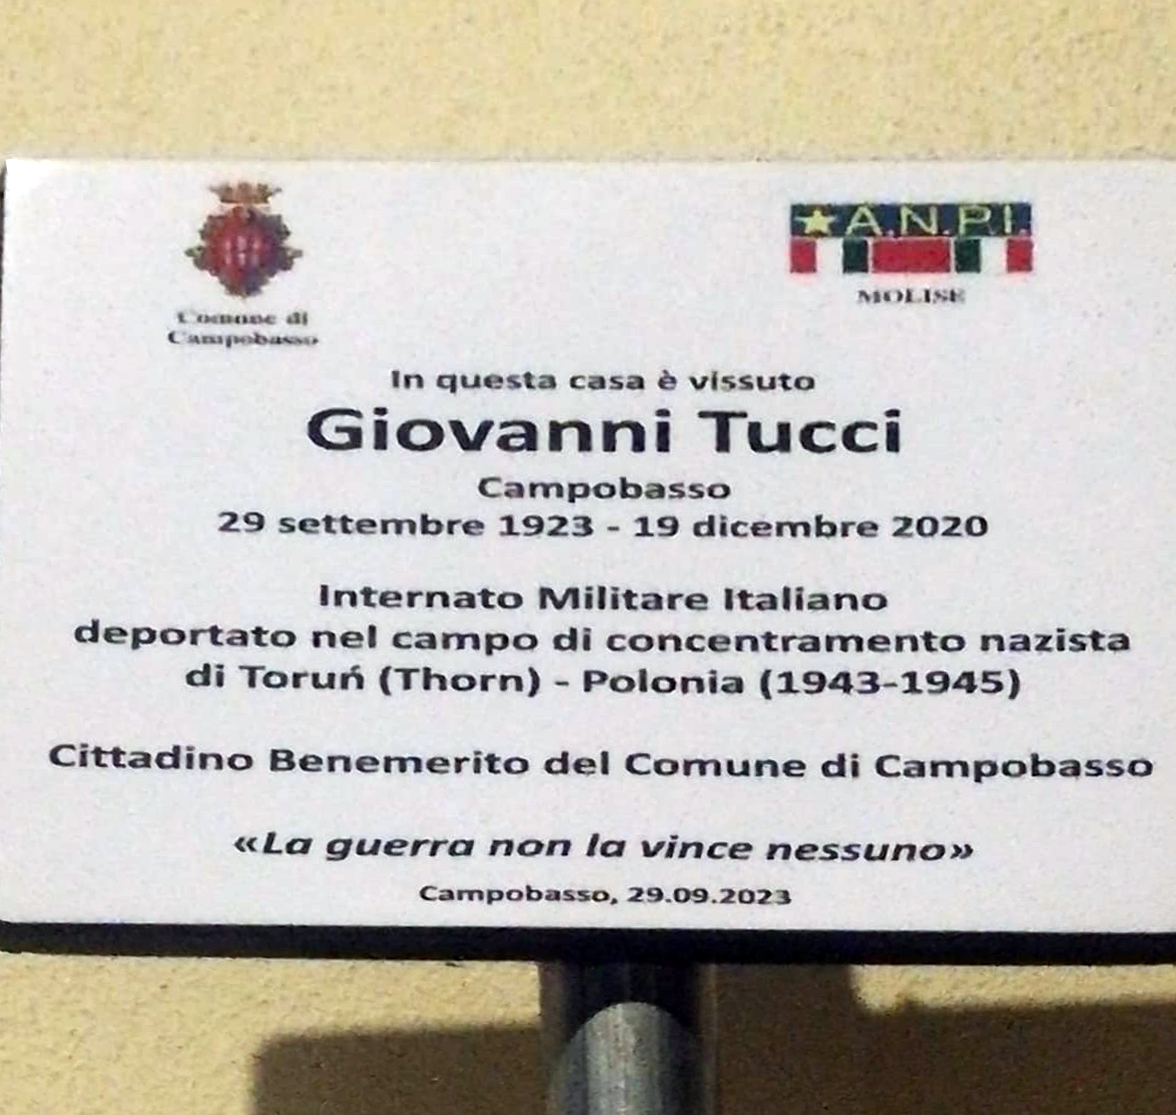 A.N.P.I.
MOLISE
Comune di
Campobasso
In questa casa è vissuto
Giovanni Tucci
Campobasso
29 settembre 1923 - 19 dicembre 2020
Internato Militare Italiano
deportato nel campo di concentramento nazista
di Toruń (Thorn) - Polonia (1943-1945)
Cittadino Benemerito del Comune di Campobasso
«La guerra non la vince nessuno»
Campobasso, 29.09.2023